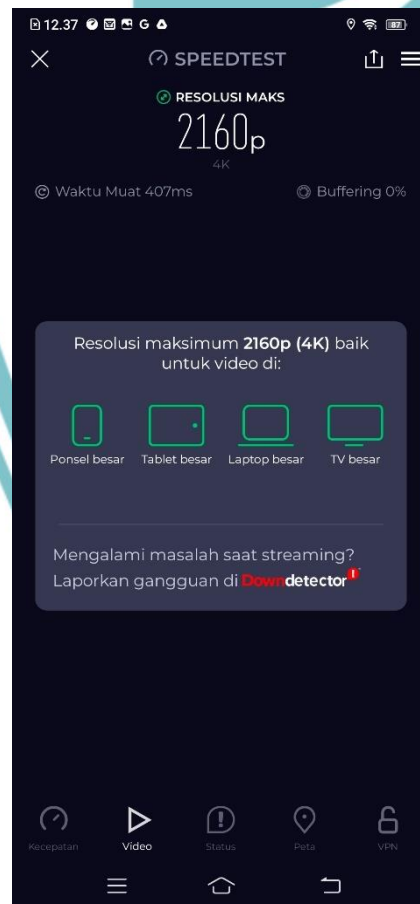 12.37 G 87
SPEEDTEST
RESOLUSI MAKS
2160p
4K
Waktu Muat 407ms Buffering 0%
Resolusi maksimum 2160p (4K) baik
untuk video di:
Ponsel besar Tablet besar Laptop besar TV besar
Mengalami masalah saat streaming?
Laporkan gangguan di Downdetector
Kecepatan Video Status Peta VPN